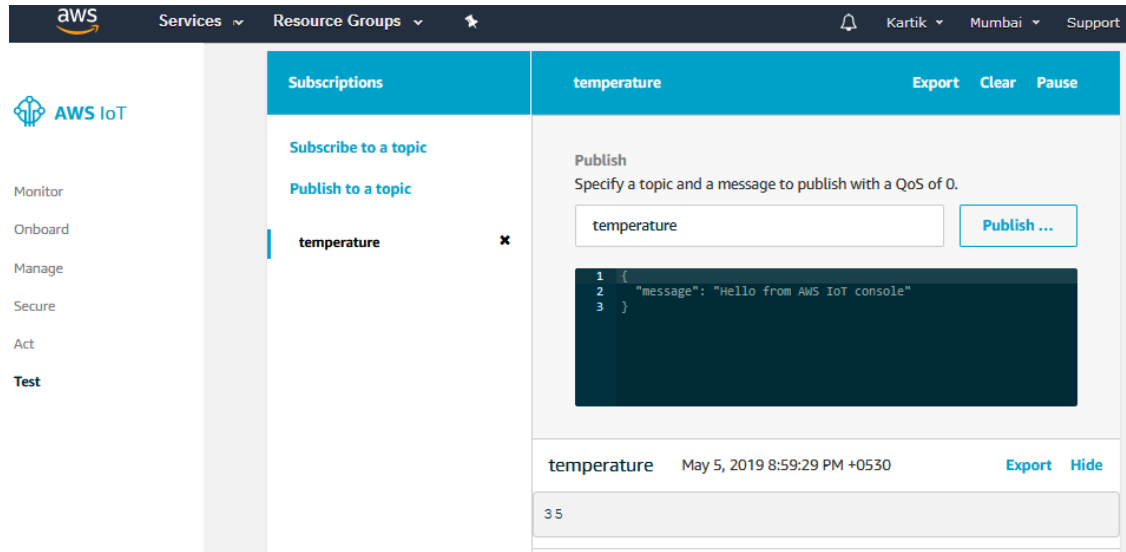 aws Services Resource Groups Kartik Mumbai Support
AWS IoT
Monitor
Onboard
Manage
Secure
Act
Test
Subscriptions
Subscribe to a topic
Publish to a topic
temperature
temperature Export Clear Pause
Publish
Specify a topic and a message to publish with a QoS of 0.
temperature Publish ...
1 {
2 "message": "Hello from AWS IoT console"
3 }
temperature May 5, 2019 8:59:29 PM +0530 Export Hide
35